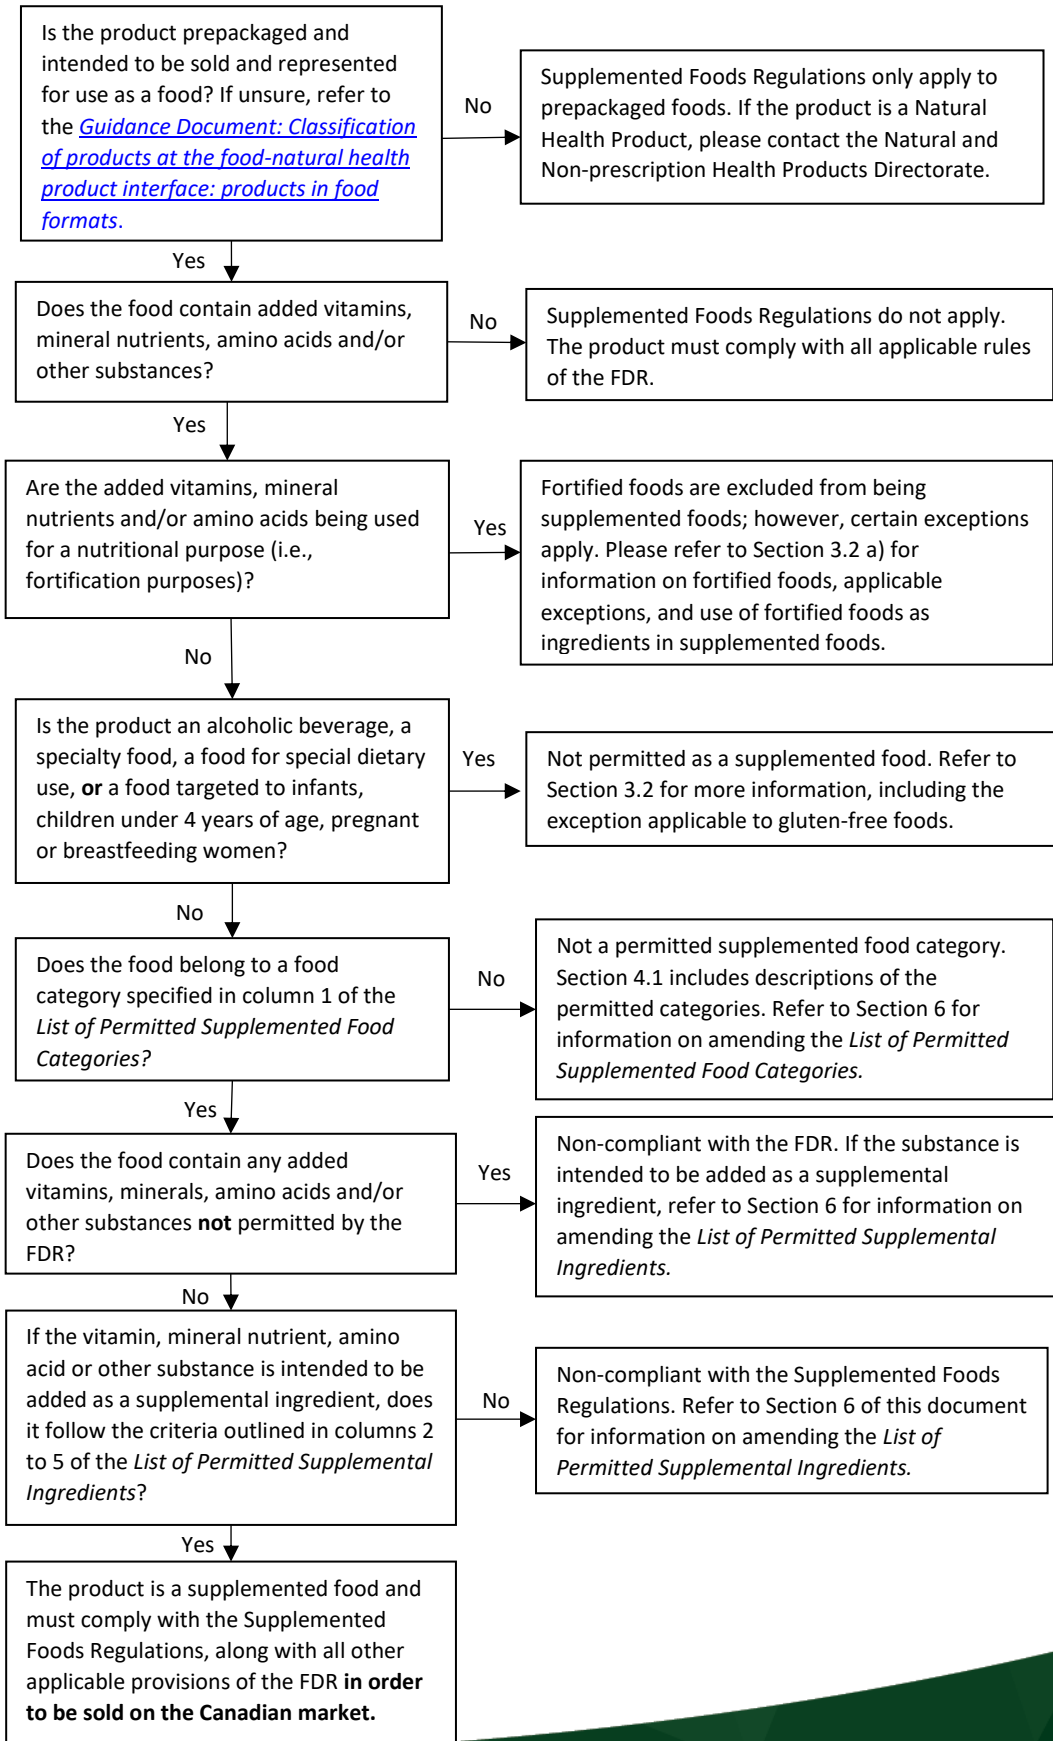 Is the product prepackaged and
intended to be sold and represented
for use as a food? If unsure, refer to
the Guidance Document: Classification
of products at the food-natural health
product interface: products in food
formats.
No
Supplemented Foods Regulations only apply to
prepackaged foods. If the product is a Natural
Health Product, please contact the Natural and
Non-prescription Health Products Directorate.
Yes
Does the food contain added vitamins,
mineral nutrients, amino acids and/or
other substances?
No
Supplemented Foods Regulations do not apply.
The product must comply with all applicable rules
of the FDR.
Yes
Are the added vitamins, mineral
nutrients and/or amino acids being used
for a nutritional purpose (i.e.,
fortification purposes)?
Yes
Fortified foods are excluded from being
supplemented foods; however, certain exceptions
apply. Please refer to Section 3.2 a) for
information on fortified foods, applicable
exceptions, and use of fortified foods as
ingredients in supplemented foods.
No
Is the product an alcoholic beverage, a
specialty food, a food for special dietary
use, or a food targeted to infants,
children under 4 years of age, pregnant
or breastfeeding women?
Yes
Not permitted as a supplemented food. Refer to
Section 3.2 for more information, including the
exception applicable to gluten-free foods.
No
Does the food belong to a food
category specified in column 1 of the
List of Permitted Supplemented Food
Categories?
No
Not a permitted supplemented food category.
Section 4.1 includes descriptions of the
permitted categories. Refer to Section 6 for
information on amending the List of Permitted
Supplemented Food Categories.
Yes
Does the food contain any added
vitamins, minerals, amino acids and/or
other substances not permitted by the
FDR?
Yes
Non-compliant with the FDR. If the substance is
intended to be added as a supplemental
ingredient, refer to Section 6 for information on
amending the List of Permitted Supplemental
Ingredients.
No
If the vitamin, mineral nutrient, amino
acid or other substance is intended to be
added as a supplemental ingredient, does
it follow the criteria outlined in columns 2
to 5 of the List of Permitted Supplemental
Ingredients?
No
Non-compliant with the Supplemented Foods
Regulations. Refer to Section 6 of this document
for information on amending the List of
Permitted Supplemental Ingredients.
Yes
The product is a supplemented food and
must comply with the Supplemented
Foods Regulations, along with all other
applicable provisions of the FDR in order
to be sold on the Canadian market.